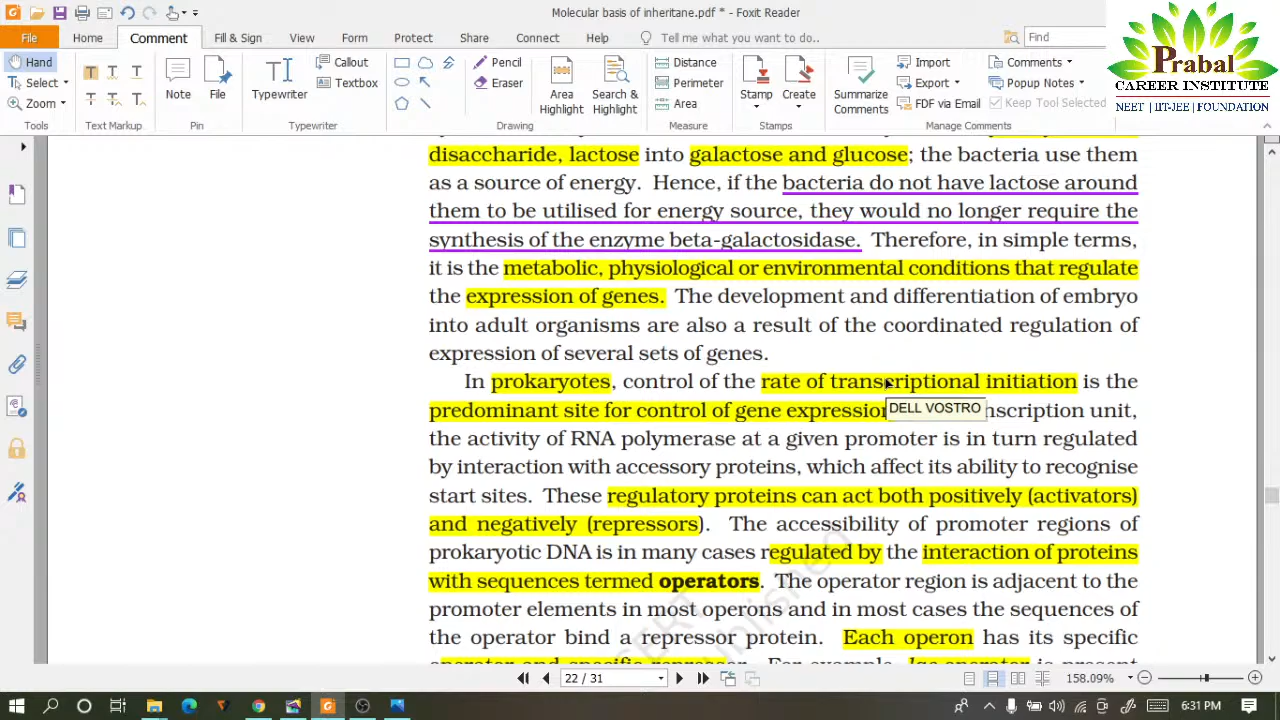 Molecular basis of inheritane.pdf * - Foxit Reader
File Home Comment Fill & Sign View Form Protect Share Connect Help Tell me what you want to do.. Find
Hand
Select
Zoom
Tools
Text Markup
Note
File
Pin
Typewriter
Callout
Textbox
Typewriter
Pencil
Eraser
Area
Highlight
Search &
Highlight
Drawing
Distance
Perimeter
Area
Measure
Stamp
Create
Stamps
Summarize
Comments
Import
Export
FDF via Email
Comments
Popup Notes
Keep Tool Selected
Manage Comments
Prabal
CAREER INSTITUTE
NEET | IIT-JEE | FOUNDATION
disaccharide, lactose into galactose and glucose; the bacteria use them
as a source of energy. Hence, if the bacteria do not have lactose around
them to be utilised for energy source, they would no longer require the
synthesis of the enzyme beta-galactosidase. Therefore, in simple terms,
it is the metabolic, physiological or environmental conditions that regulate
the expression of genes. The development and differentiation of embryo
into adult organisms are also a result of the coordinated regulation of
expression of several sets of genes.
In prokaryotes, control of the rate of transcriptional initiation is the
predominant site for control of gene expression
DELL VOSTRO
nscription unit,
the activity of RNA polymerase at a given promoter is in turn regulated
by interaction with accessory proteins, which affect its ability to recognise
start sites. These regulatory proteins can act both positively (activators)
and negatively (repressors). The accessibility of promoter regions of
prokaryotic DNA is in many cases regulated by the interaction of proteins
with sequences termed operators. The operator region is adjacent to the
promoter elements in most operons and in most cases the sequences of
the operator bind a repressor protein. Each operon has its specific
operator and specific repressor. For example, lac operator is present
22 / 31
158.09%
6:31 PM